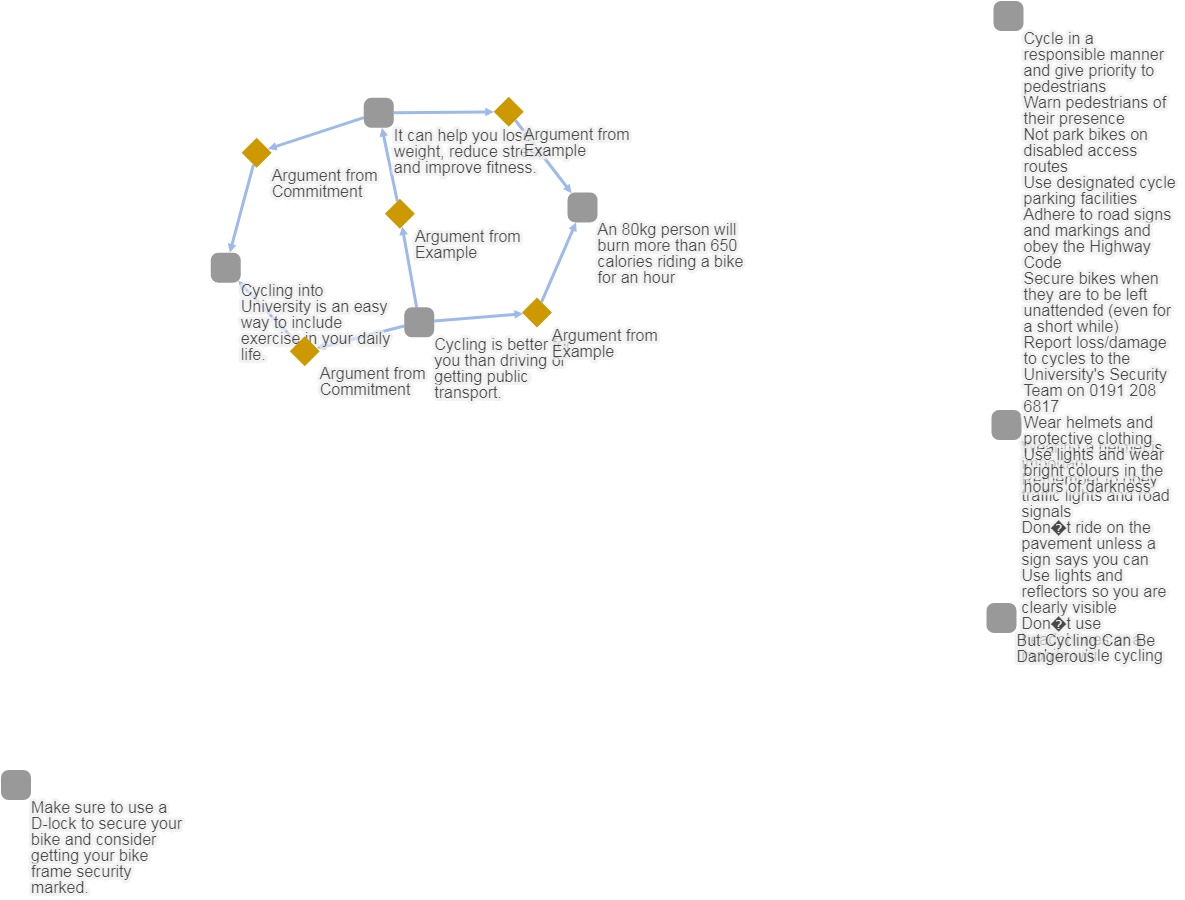 It can help you lose
weight, reduce stress
and improve fitness.
Argument from
Example
Argument from
Commitment
Argument from
Example
An 80kg person will
burn more than 650
calories riding a bike
for an hour
Cycling into
University is an easy
way to include
exercise in your daily
life.
Cycling is better for
you than driving or
getting public
transport.
Argument from
Example
Argument from
Commitment
Cycle in a
responsible manner
and give priority to
pedestrians
Warn pedestrians of
their presence
Not park bikes on
disabled access
routes
Use designated cycle
parking facilities
Adhere to road signs
and markings and
obey the Highway
Code
Secure bikes when
they are to be left
unattended (even for
a short while)
Report loss/damage
to cycles to the
University's Security
Team on 0191 208
6817
Wear helmets and
protective clothing
Use lights and wear
bright colours in the
hours of darkness
traffic lights and road
signals
Don�t ride on the
pavement unless a
sign says you can
Use lights and
reflectors so you are
clearly visible
Don�t use
while cycling
But Cycling Can Be
Dangerous
Make sure to use a
D-lock to secure your
bike and consider
getting your bike
frame security
marked.